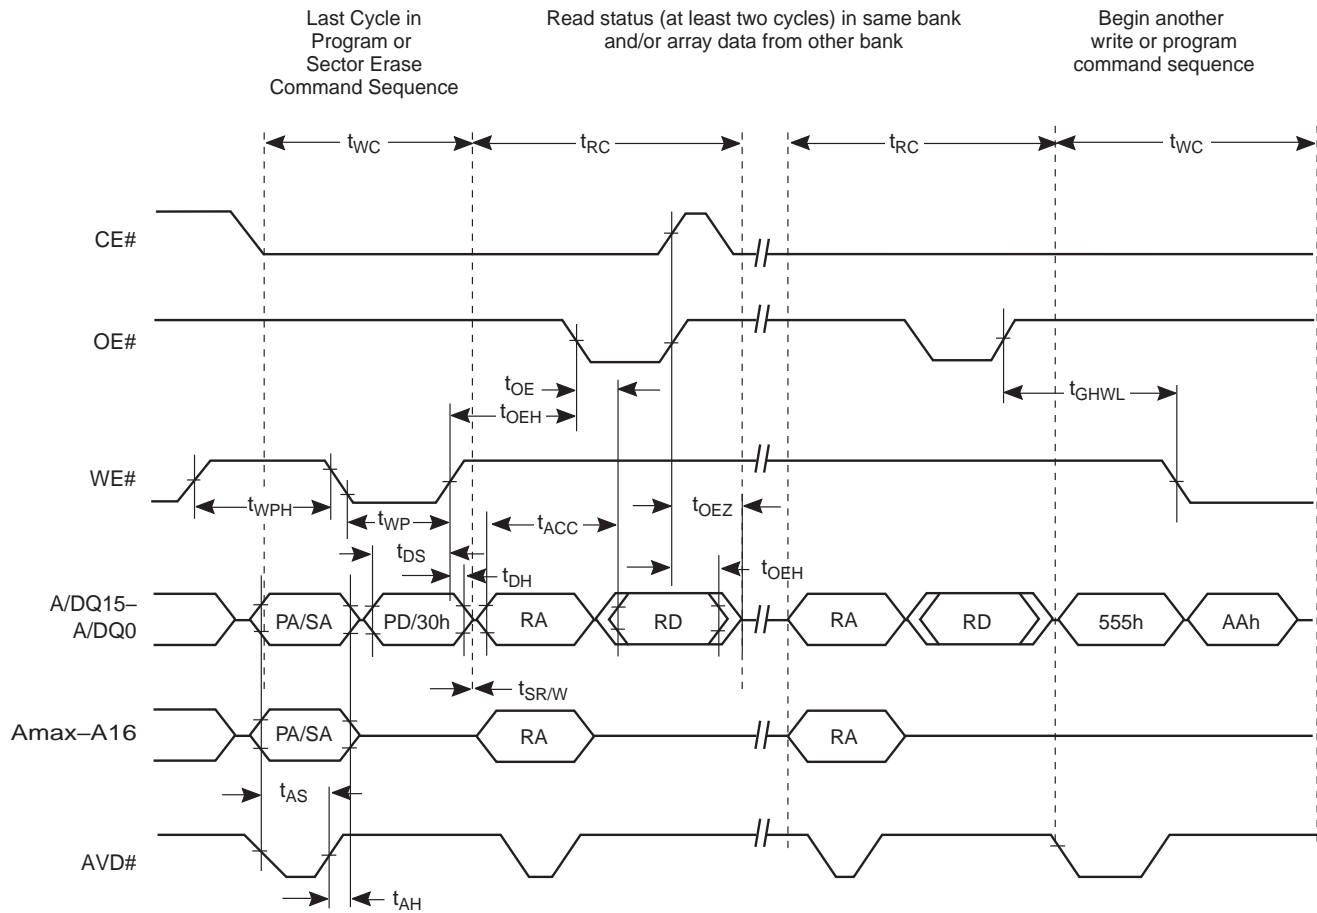 Last Cycle in
Program or
Sector Erase
Command Sequence
Read status (at least two cycles) in same bank
and/or array data from other bank
Begin another
write or program
command sequence
tWC
tRC
tRC
tWC
CE#
OE#
tOE
tOEH
tGHWL
WE#
tWPH
tWP
tOEZ
tACC
tDS
tOEH
tDH
A/DQ15–
A/DQ0
PA/SA
PD/30h
RA
RD
RA
RD
555h
AAh
tSR/W
Amax–A16
PA/SA
RA
RA
tAS
AVD#
tAH